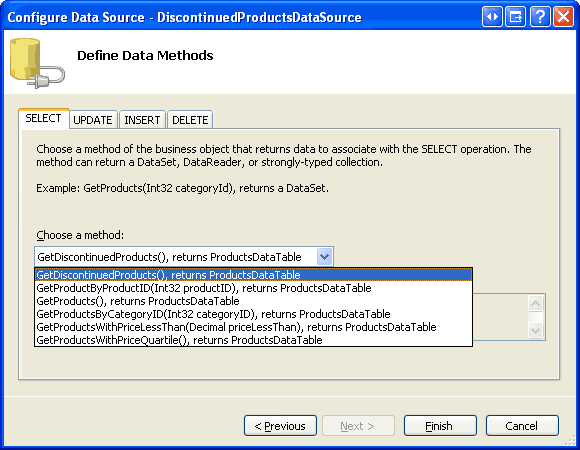 Configure Data Source - DiscontinuedProductsDataSource
Define Data Methods
SELECT UPDATE INSERT DELETE
Choose a method of the business object that returns data to associate with the SELECT operation. The
method can return a DataSet, DataReader, or strongly-typed collection.
Example: GetProducts(Int32 categoryId), returns a DataSet.
Choose a method:
GetDiscontinuedProducts(), returns ProductsDataTable
GetDiscontinuedProducts(), returns ProductsDataTable
GetProductByProductID(Int32 productID), returns ProductsDataTable
GetProducts(), returns ProductsDataTable
GetProductsByCategoryID(Int32 categoryID), returns ProductsDataTable
GetProductsWithPriceLessThan(Decimal priceLessThan), returns ProductsDataTable
GetProductsWithPriceQuartile(), returns ProductsDataTable
< Previous Next > Finish Cancel